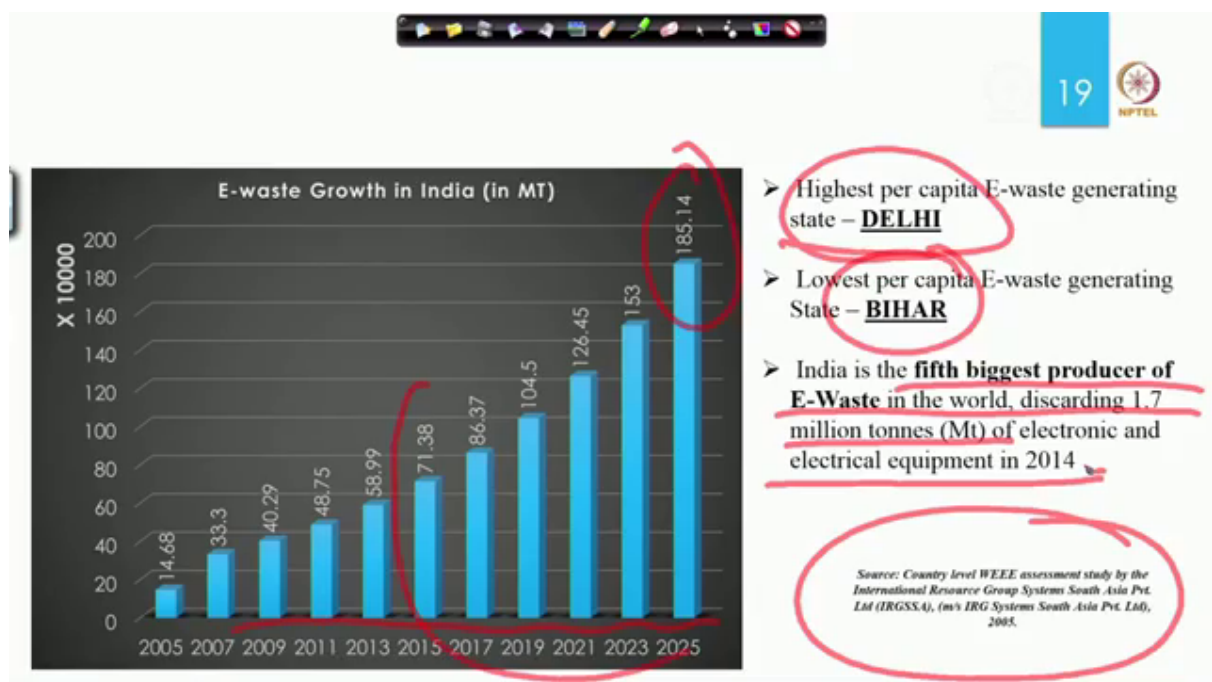 19
NPTEL
E-waste Growth in India (in MT)
X 10000
200
180
160
140
120
100
80
60
40
20
0
14.68
33.3
40.29
48.75
58.99
71.38
86.37
104.5
126.45
153
185.14
2005 2007 2009 2011 2013 2015 2017 2019 2021 2023 2025
➢ Highest per capita E-waste generating
state – DELHI
➢ Lowest per capita E-waste generating
State – BIHAR
➢ India is the fifth biggest producer of
E-Waste in the world, discarding 1.7
million tonnes (Mt) of electronic and
electrical equipment in 2014
Source: Country level WEEE assessment study by the
International Resource Group Systems South Asia Pvt.
Ltd (IRGSSA), (m/s IRG Systems South Asia Pvt. Ltd),
2005.